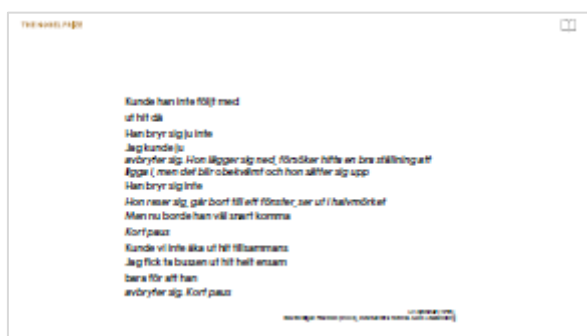 THE NOBEL PRIZE
Kunde han inte följt med
ut hit då
Han bryr sig ju inte
Jag kunde ju
avbryter sig. Hon lägger sig ned, försöker hitta en bra ställning att
ligga i, men det blir obekvämt och hon sätter sig upp
Han bryr sig inte
Hon reser sig, går bort till ett fönster, ser ut i halvmörket
Men nu borde han väl snart komma
Kort paus
Kunde vi inte åka ut hit tillsammans
Jag fick ta bussen ut hit helt ensam
bara för att han
avbryter sig. Kort paus